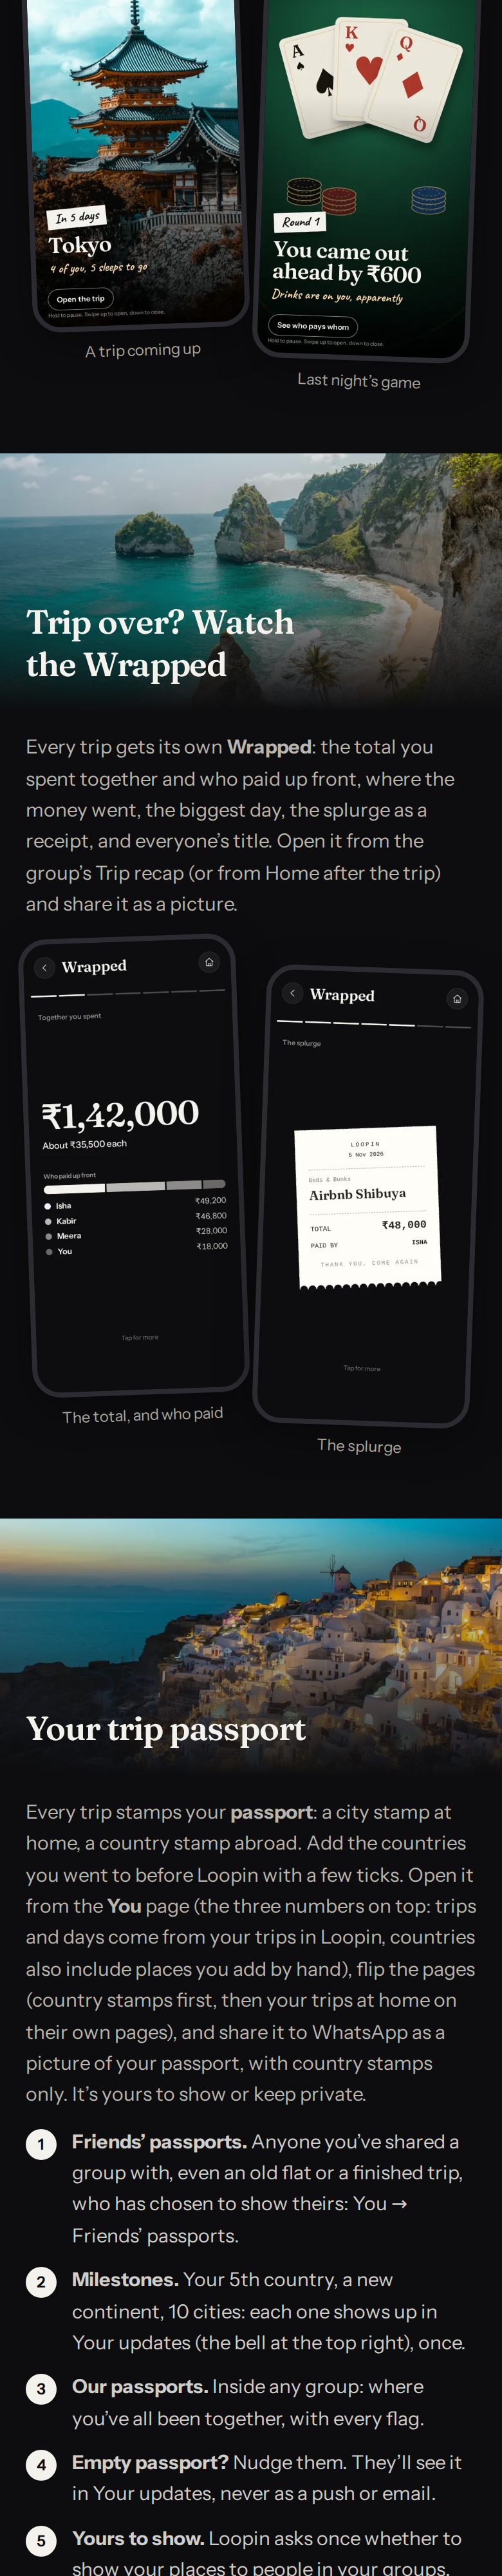 A
K
Q
Q
In 5 days
Tokyo
4 of you, 5 sleeps to go
Open the trip
Hold to pause. Swipe up to open, down to close.
A trip coming up
Round 1
You came out
ahead by ₹600
Drinks are on you, apparently
See who pays whom
Hold to pause. Swipe up to open, down to close.
Last night's game
Trip over? Watch
the Wrapped
Every trip gets its own Wrapped: the total you
spent together and who paid up front, where the
money went, the biggest day, the splurge as a
receipt, and everyone's title. Open it from the
group's Trip recap (or from Home after the trip)
and share it as a picture.
Wrapped
Together you spent
₹1,42,000
About ₹35,500 each
Who paid up front
Isha ₹49,200
Kabir ₹46,800
Meera ₹28,000
You ₹18,000
Tap for more
The total, and who paid
Wrapped
The splurge
LOOPIN
6 Nov 2026
Beds & Bunks
Airbnb Shibuya
TOTAL ₹48,000
PAID BY ISHA
THANK YOU, COME AGAIN
Tap for more
The splurge
Your trip passport
Every trip stamps your passport: a city stamp at
home, a country stamp abroad. Add the countries
you went to before Loopin with a few ticks. Open it
from the You page (the three numbers on top: trips
and days come from your trips in Loopin, countries
also include places you add by hand), flip the pages
(country stamps first, then your trips at home on
their own pages), and share it to WhatsApp as a
picture of your passport, with country stamps
only. It's yours to show or keep private.
1 Friends' passports. Anyone you've shared a
group with, even an old flat or a finished trip,
who has chosen to show theirs: You →
Friends' passports.
2 Milestones. Your 5th country, a new
continent, 10 cities: each one shows up in
Your updates (the bell at the top right), once.
3 Our passports. Inside any group: where
you've all been together, with every flag.
4 Empty passport? Nudge them. They'll see it
in Your updates, never as a push or email.
5 Yours to show. Loopin asks once whether to
show your places to people in your groups.